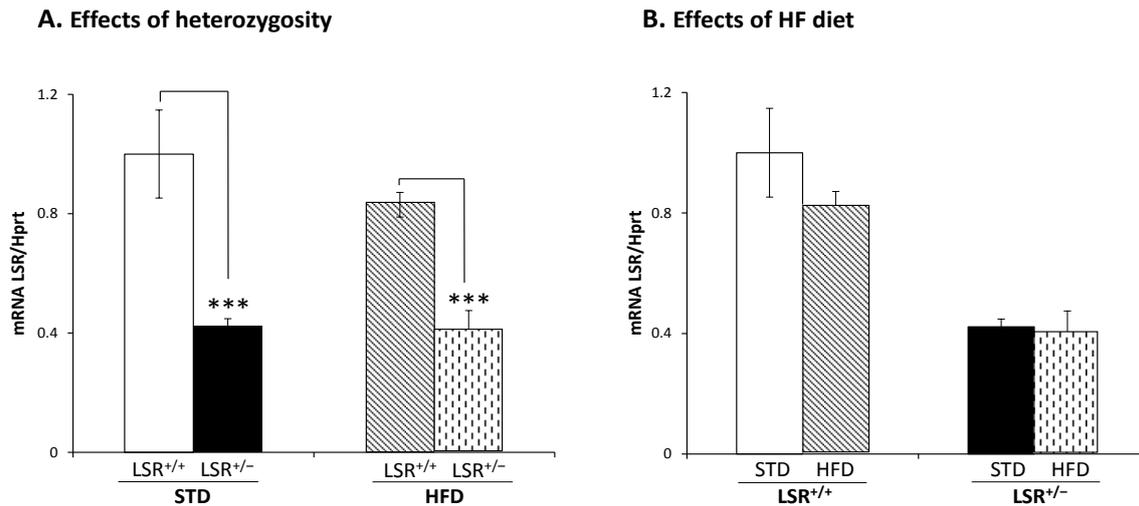 A. Effects of heterozygosity
mRNA LSR/Hprt
1.2
0.8
0.4
0
***
***
LSR+/+ LSR+/−
LSR+/+ LSR+/−
STD
HFD
B. Effects of HF diet
mRNA LSR/Hprt
1.2
0.8
0.4
0
STD HFD
STD HFD
LSR+/+
LSR+/−